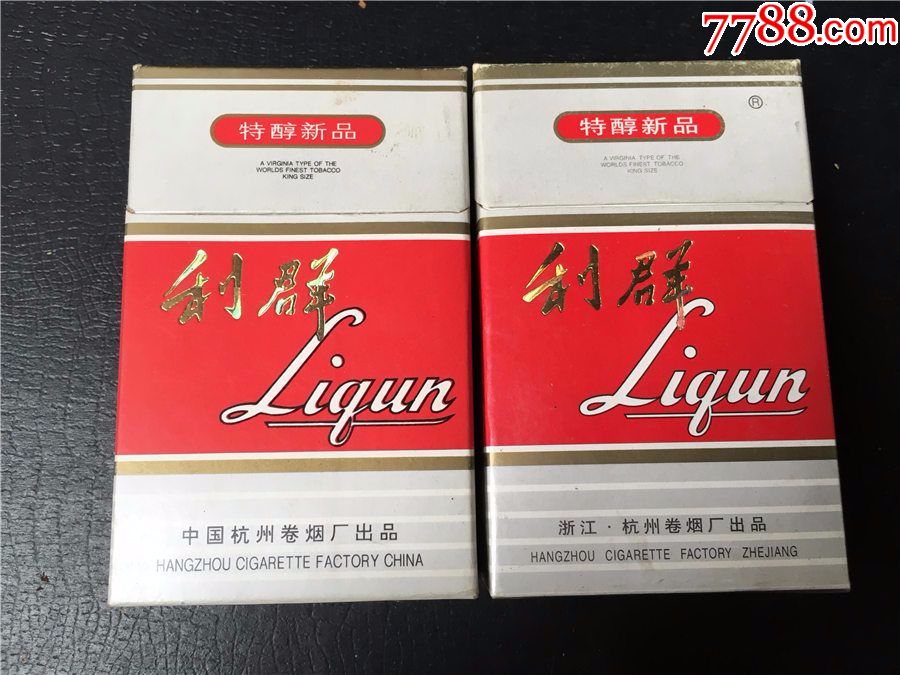 7788.com
特醇新品
A VIRGINIA TYPE OF THE
WORLDS FINEST TOBACCO
KING SIZE
利群
Liqun
中国杭州卷烟厂出品
HANGZHOU CIGARETTE FACTORY CHINA
特醇新品
®
A VIRGINIA TYPE OF THE
WORLDS FINEST TOBACCO
KING SIZE
利群
Liqun
浙江·杭州卷烟厂出品
HANGZHOU CIGARETTE FACTORY ZHEJIANG